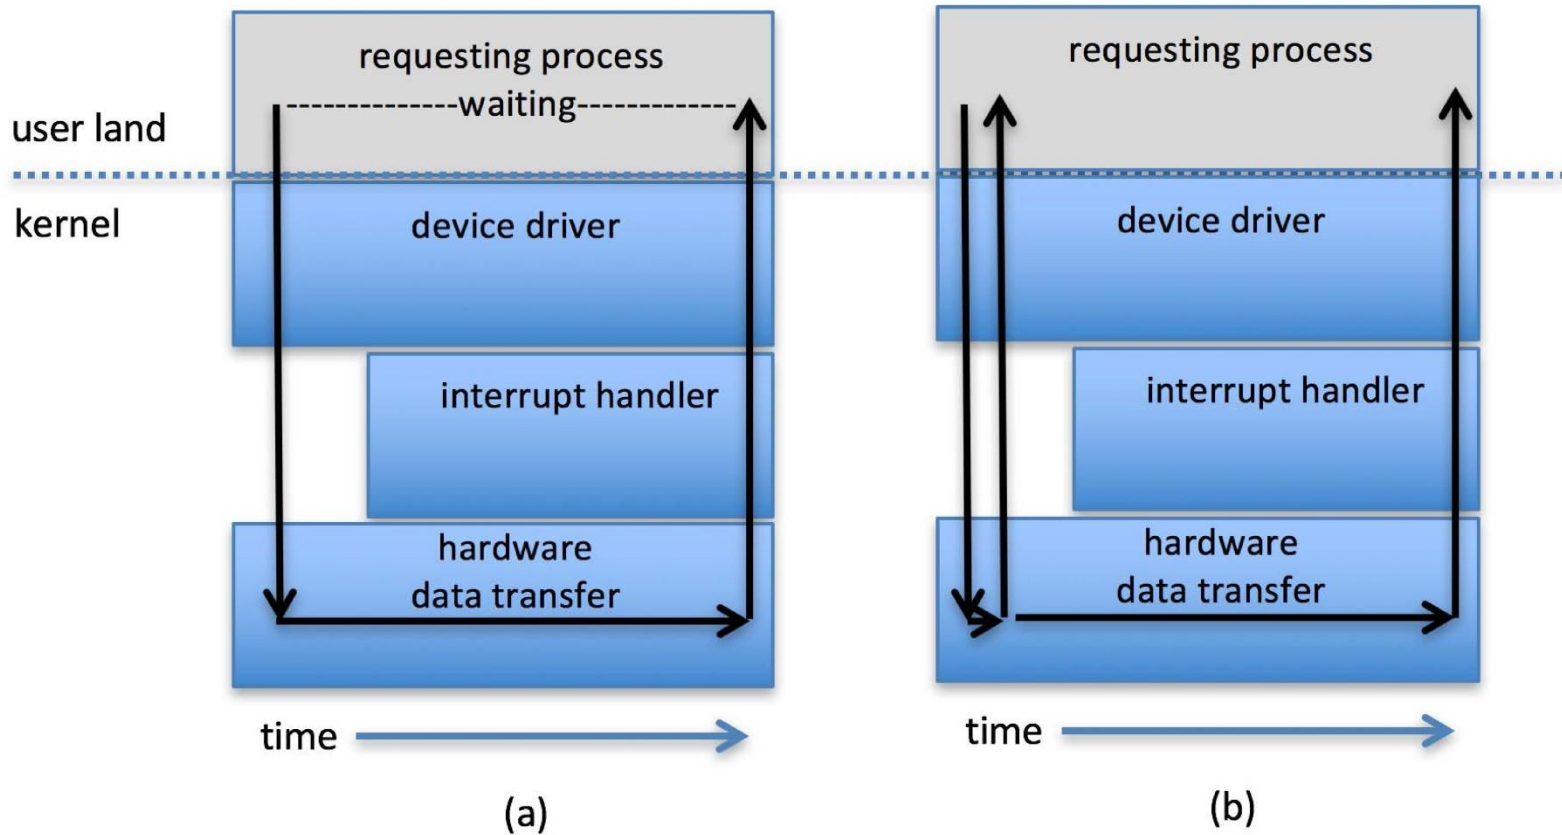 requesting process
-------------waiting-------------
user land
kernel
device driver
interrupt handler
hardware
data transfer
time
(a)
requesting process
device driver
interrupt handler
hardware
data transfer
time
(b)